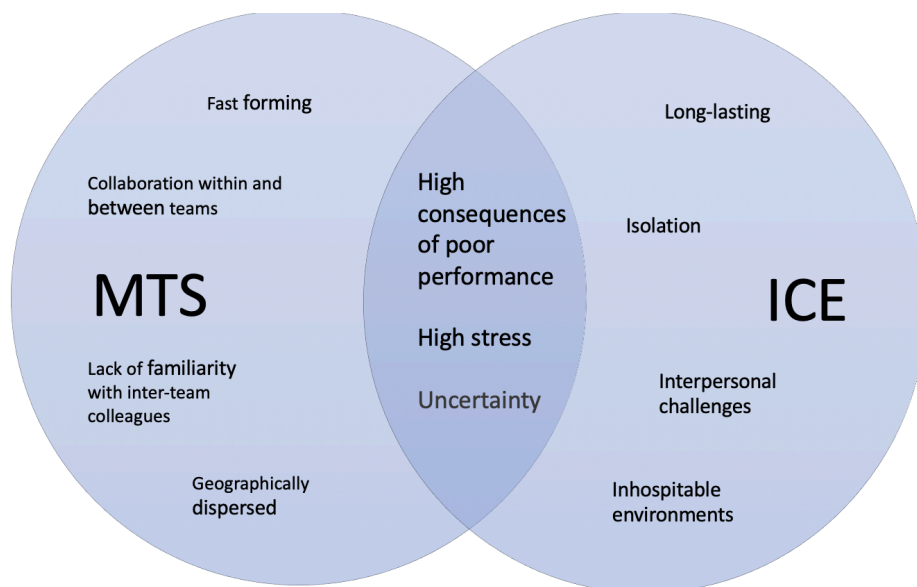 Fast forming
Collaboration within and
between teams
MTS
Lack of familiarity
with inter-team
colleagues
Geographically
dispersed
High
consequences
of poor
performance
High stress
Uncertainty
Long-lasting
Isolation
ICE
Interpersonal
challenges
Inhospitable
environments